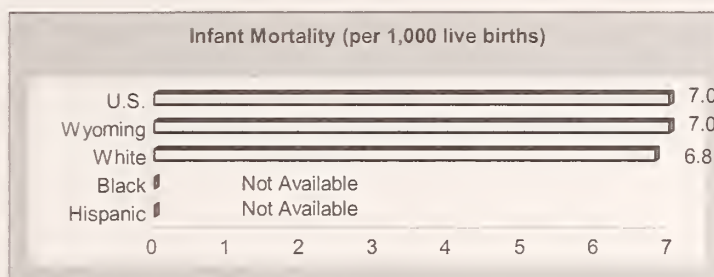 Infant Mortality (per 1,000 live births)
U.S. 7.0
Wyoming 7.0
White 6.8
Black Not Available
Hispanic Not Available
0 1 2 3 4 5 6 7